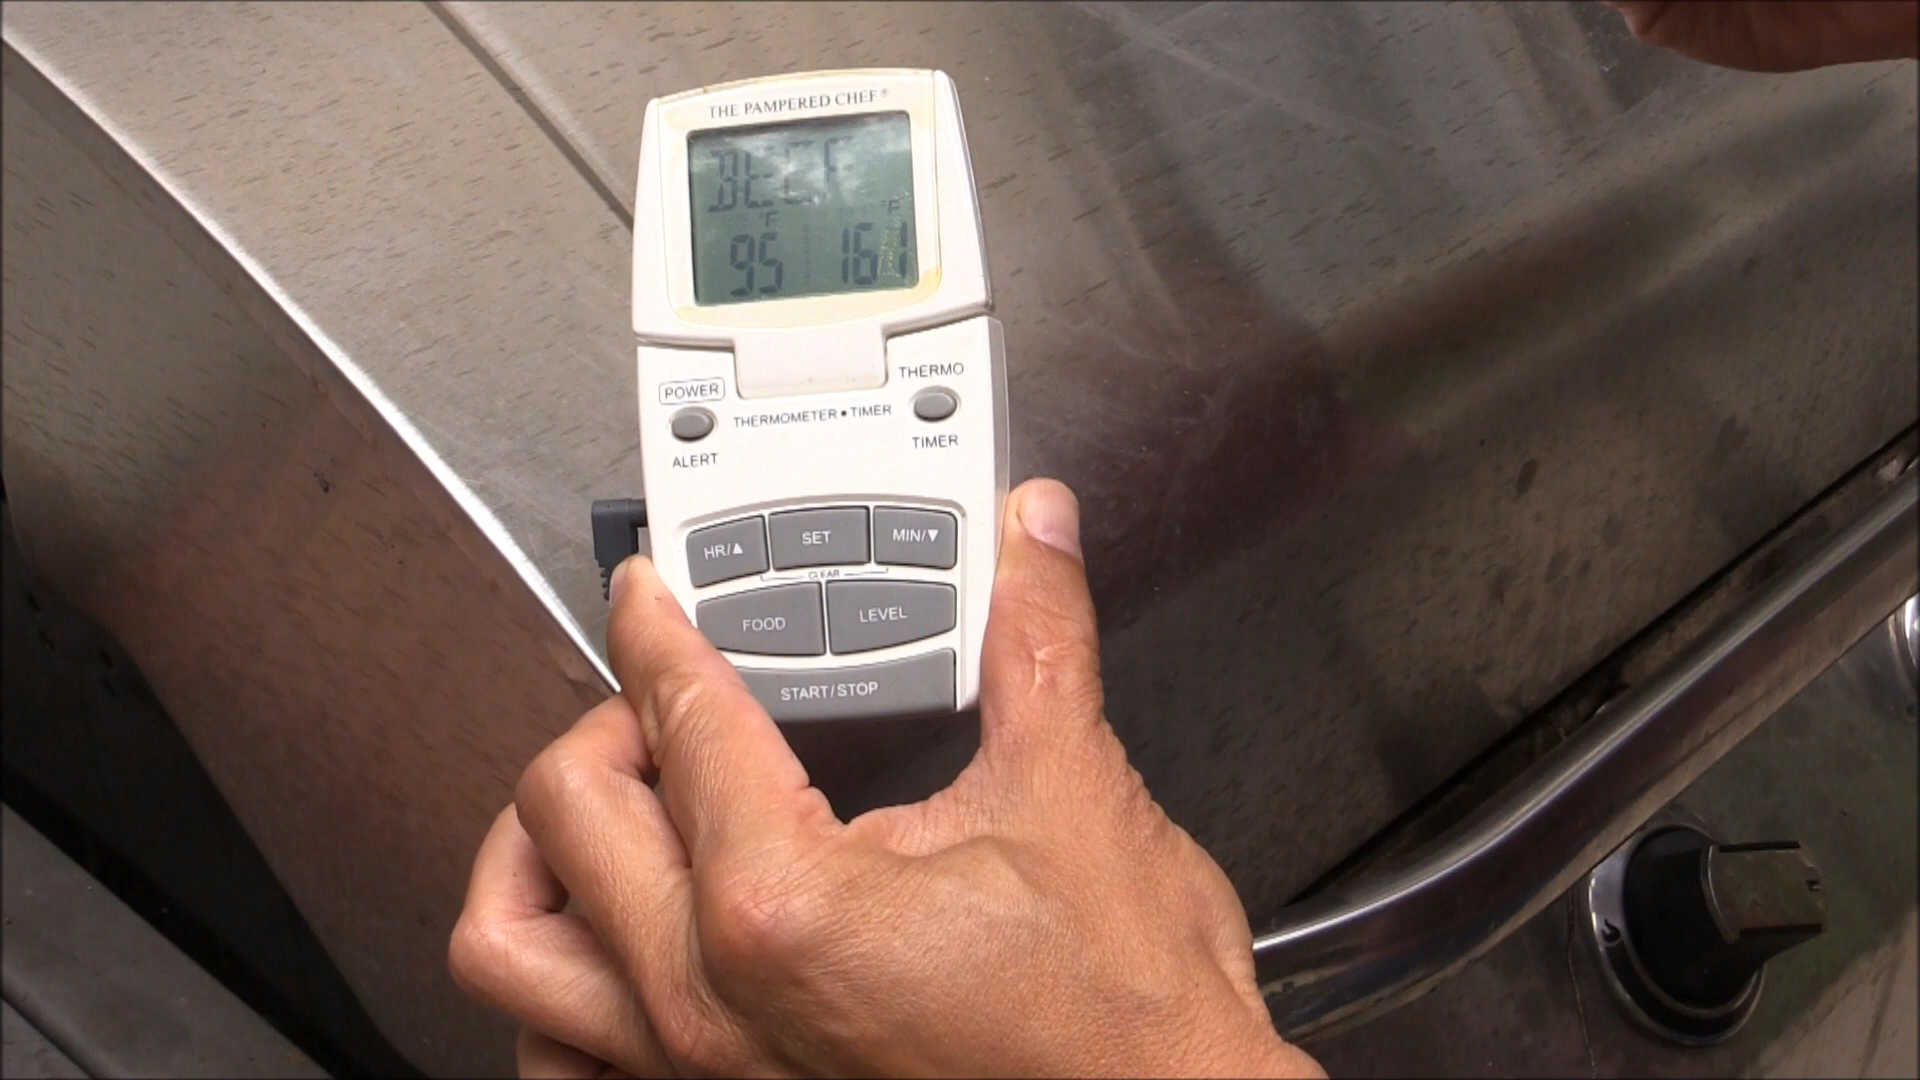 THE PAMPERED CHEF®
BEEF
°F °F
95 161
POWER
THERMO
THERMOMETER ▪ TIMER
ALERT
TIMER
HR/▲ SET MIN/▼
CLEAR
FOOD LEVEL
START/STOP